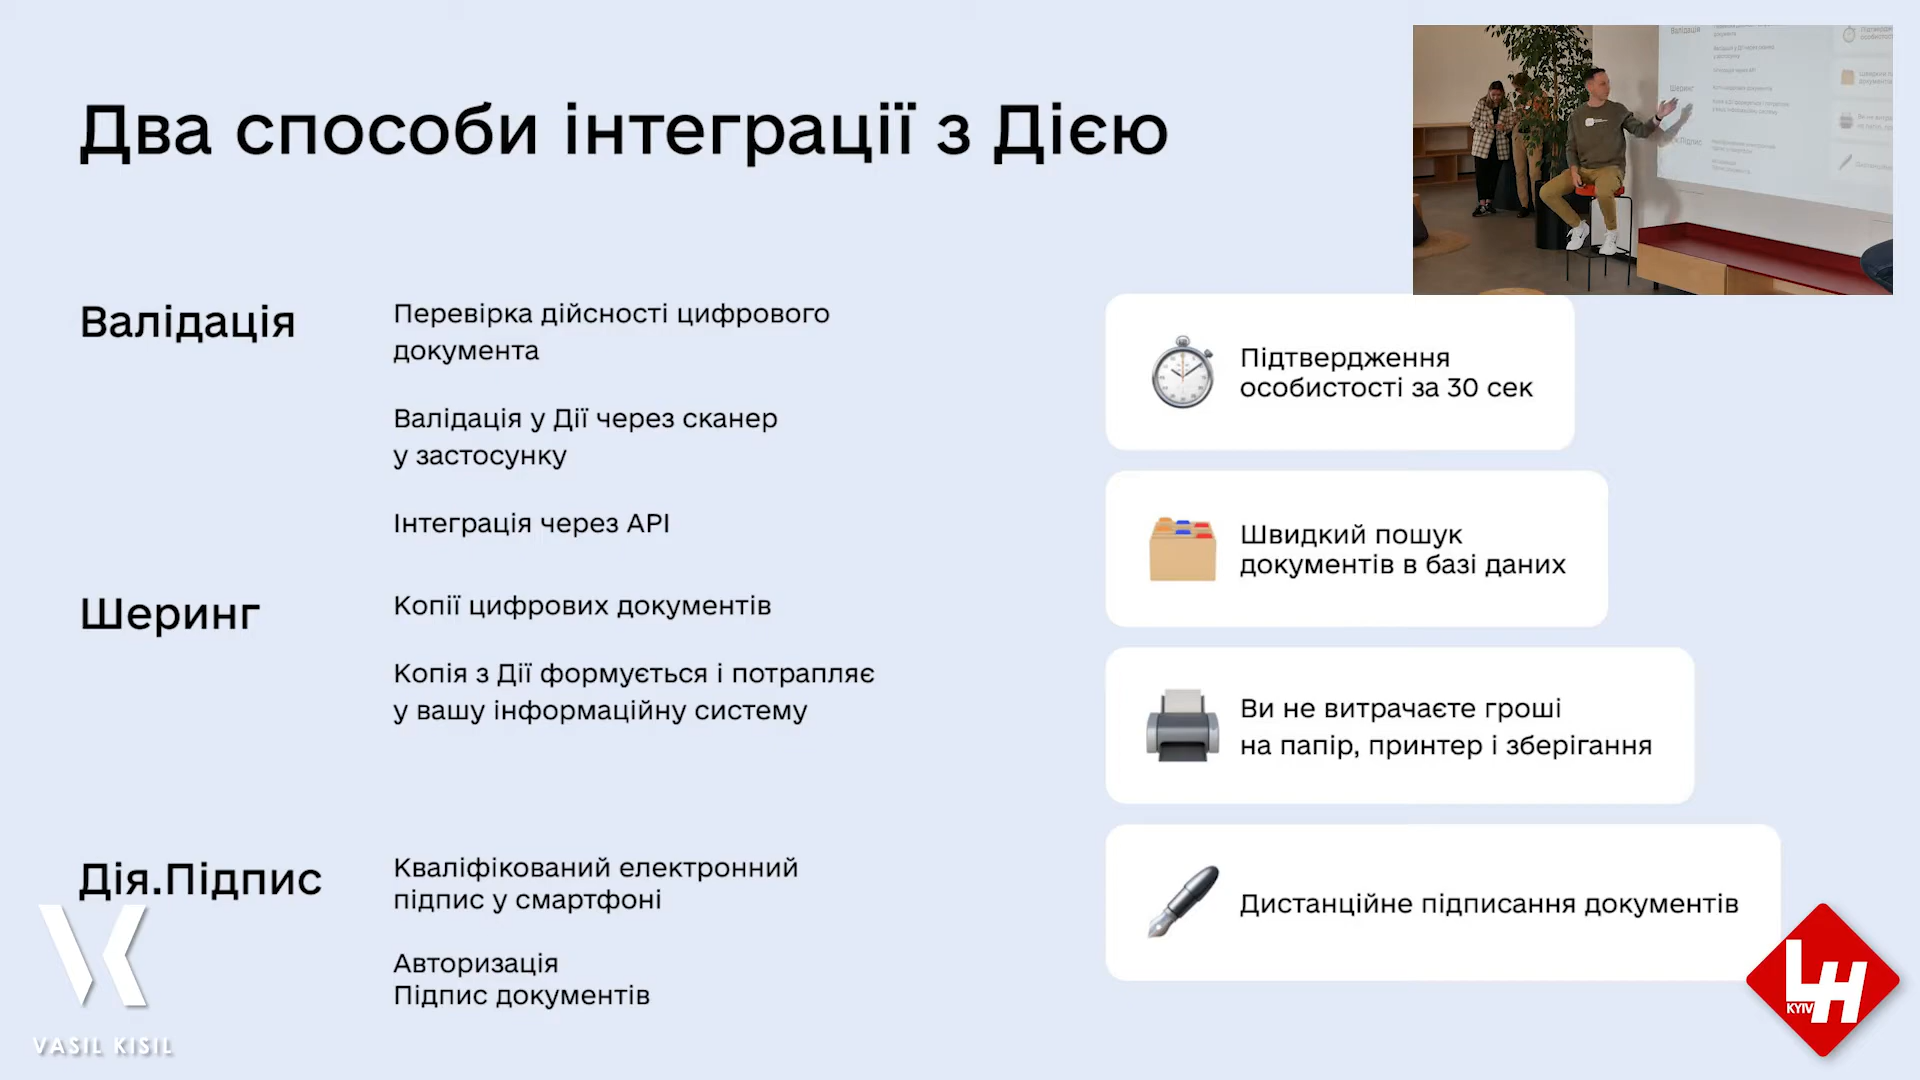 Два способи інтеграції з Дією
Валідація
Перевірка дійсності цифрового
документа
Валідація у Дії через сканер
у застосунку
Інтеграція через API
Шеринг
Копії цифрових документів
Копія з Дії формується і потрапляє
у вашу інформаційну систему
Дія.Підпис
Кваліфікований електронний
підпис у смартфоні
Авторизація
Підпис документів
Підтвердження
особистості за 30 сек
Швидкий пошук
документів в базі даних
Ви не витрачаєте гроші
на папір, принтер і зберігання
Дистанційне підписання документів
VASIL KISIL
LH
KYIV
Валідація
Шеринг